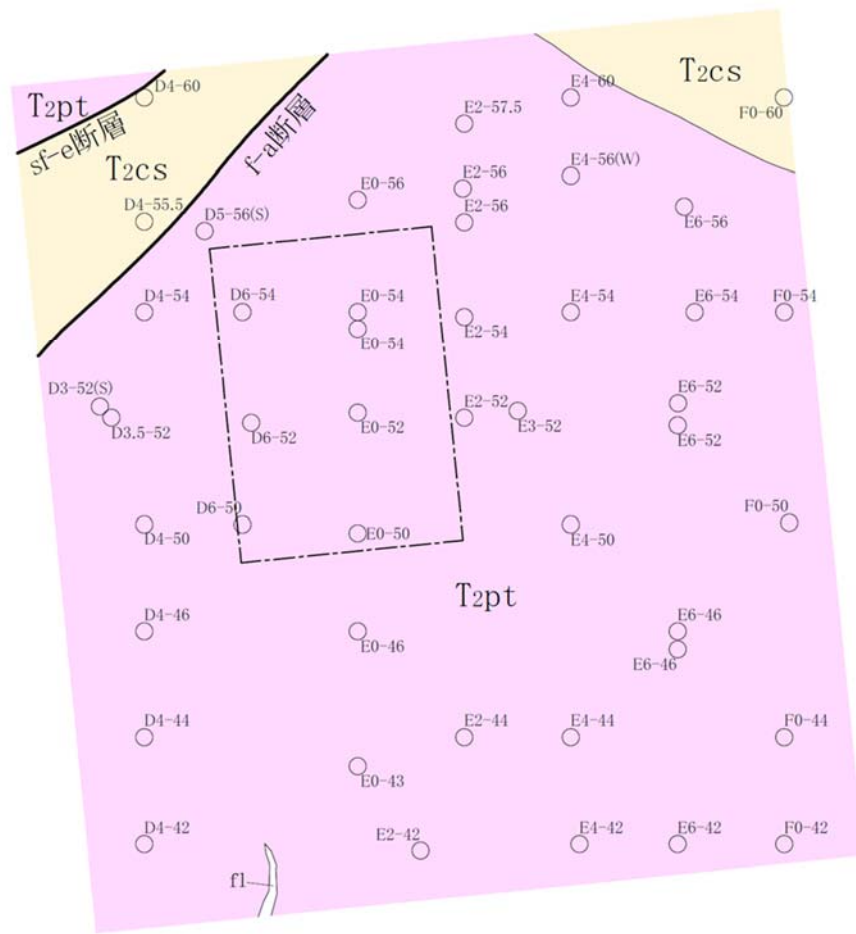 T2cs
E4-60
D4-60
F0-60
T2pt
E2-57.5
f-a断層
sf-e断層
E4-56(W)
T2cs
E2-56
E0-56
E2-56
D4-55.5
D5-56(S)
E6-56
D4-54
D6-54
E0-54
E4-54
E6-54
F0-54
E2-54
E0-54
D3-52(S)
E6-52
E2-52
D3.5-52
D6-52
E0-52
E3-52
E6-52
D6-50
F0-50
D4-50
E0-50
E4-50
T2pt
D4-46
E6-46
E0-46
E6-46
D4-44
E2-44
E4-44
F0-44
E0-43
D4-42
E2-42
E4-42
E6-42
F0-42
f1